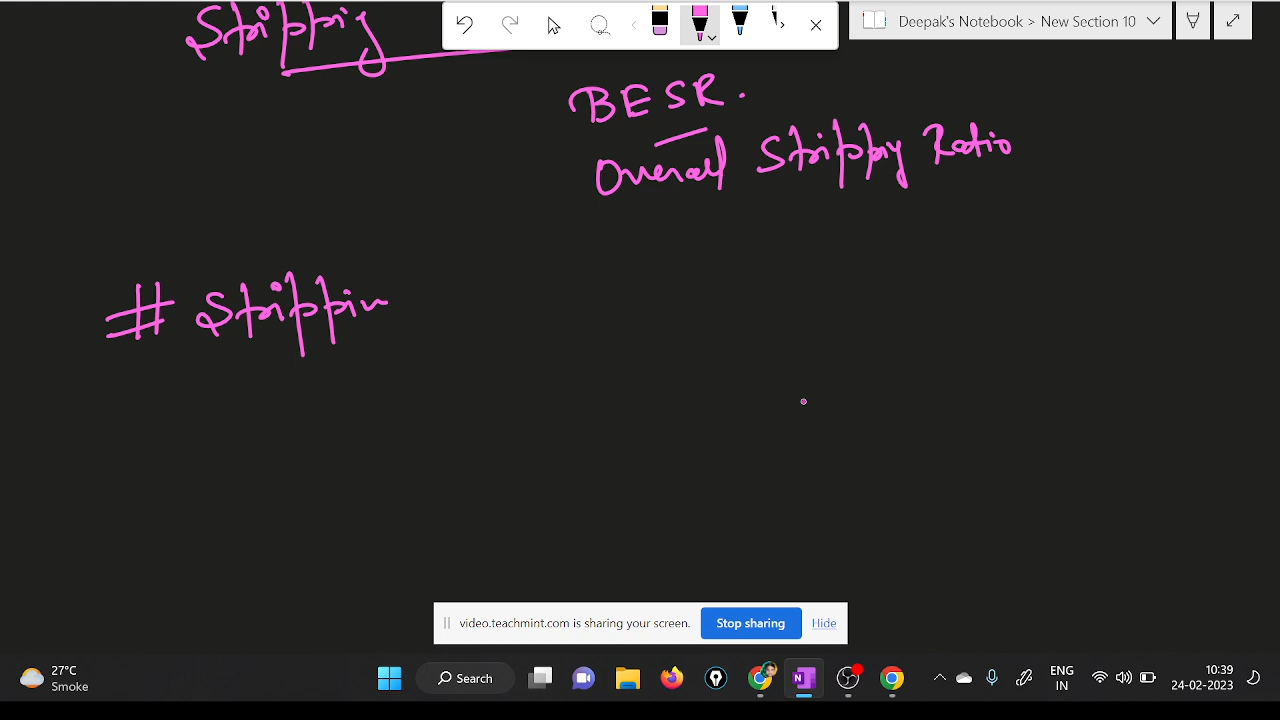 Stripping
Deepak's Notebook > New Section 10
BESR.
Overall Stripping Ratio
# Strippin
video.teachmint.com is sharing your screen. Stop sharing Hide
27°C
Smoke
Search
ENG
IN
10:39
24-02-2023